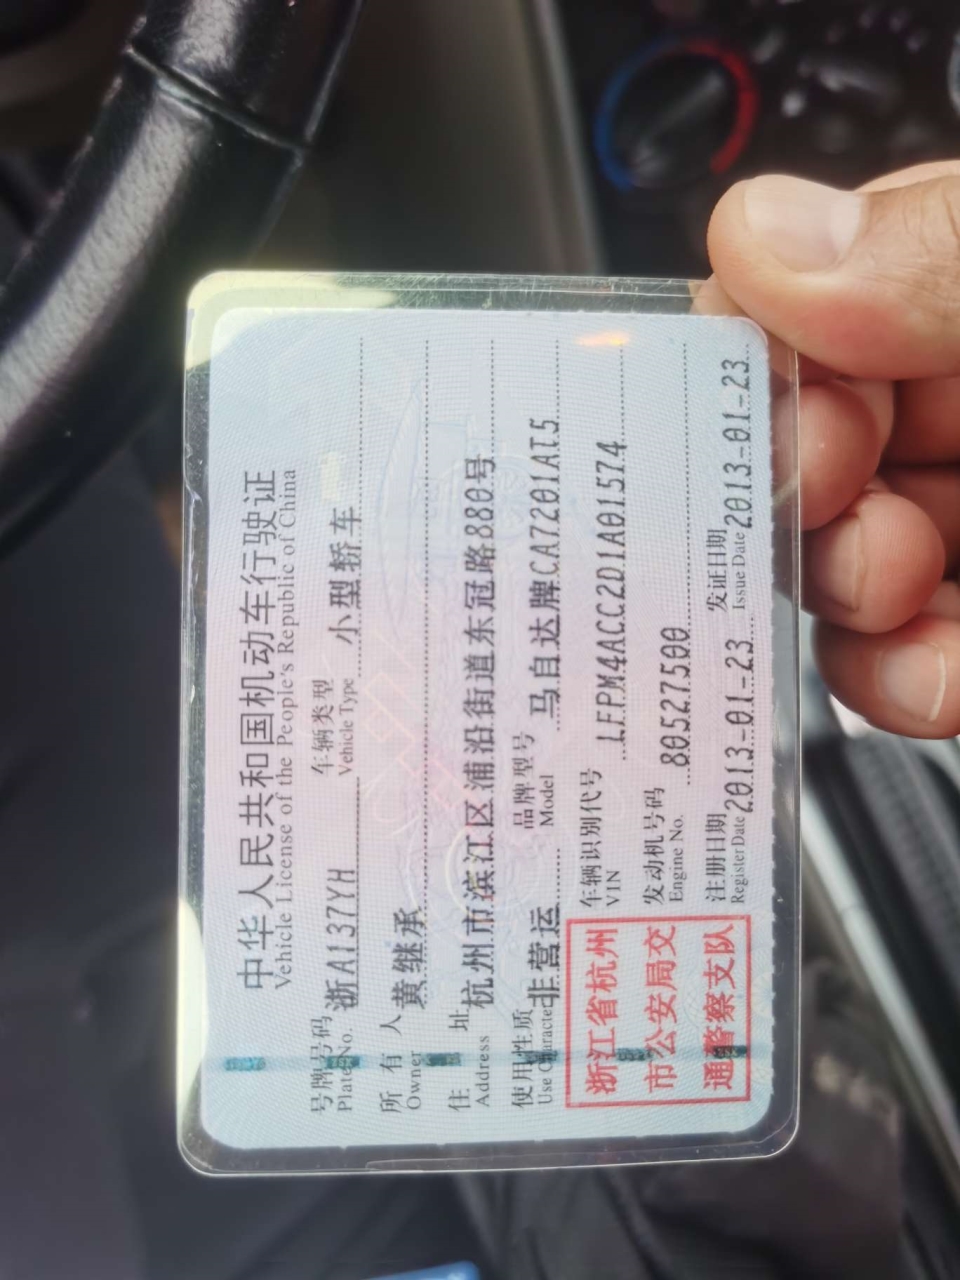 中华人民共和国机动车行驶证
Vehicle License of the People's Republic of China
号牌号码 浙A137YH 车辆类型 小型轿车
Plate No. Vehicle Type
所有人 黄继承
Owner
住址 杭州市滨江区浦沿街道东冠路880号
Address
使用性质 非营运 品牌型号 马自达牌CA7201AT5
Use Character Model
车辆识别代号 LFPM4ACC2D1A01574
VIN
发动机号码 80527500
Engine No.
注册日期 2013-01-23 发证日期 2013-01-23
Register Date Issue Date
浙江省杭州
市公安局交
通警察支队